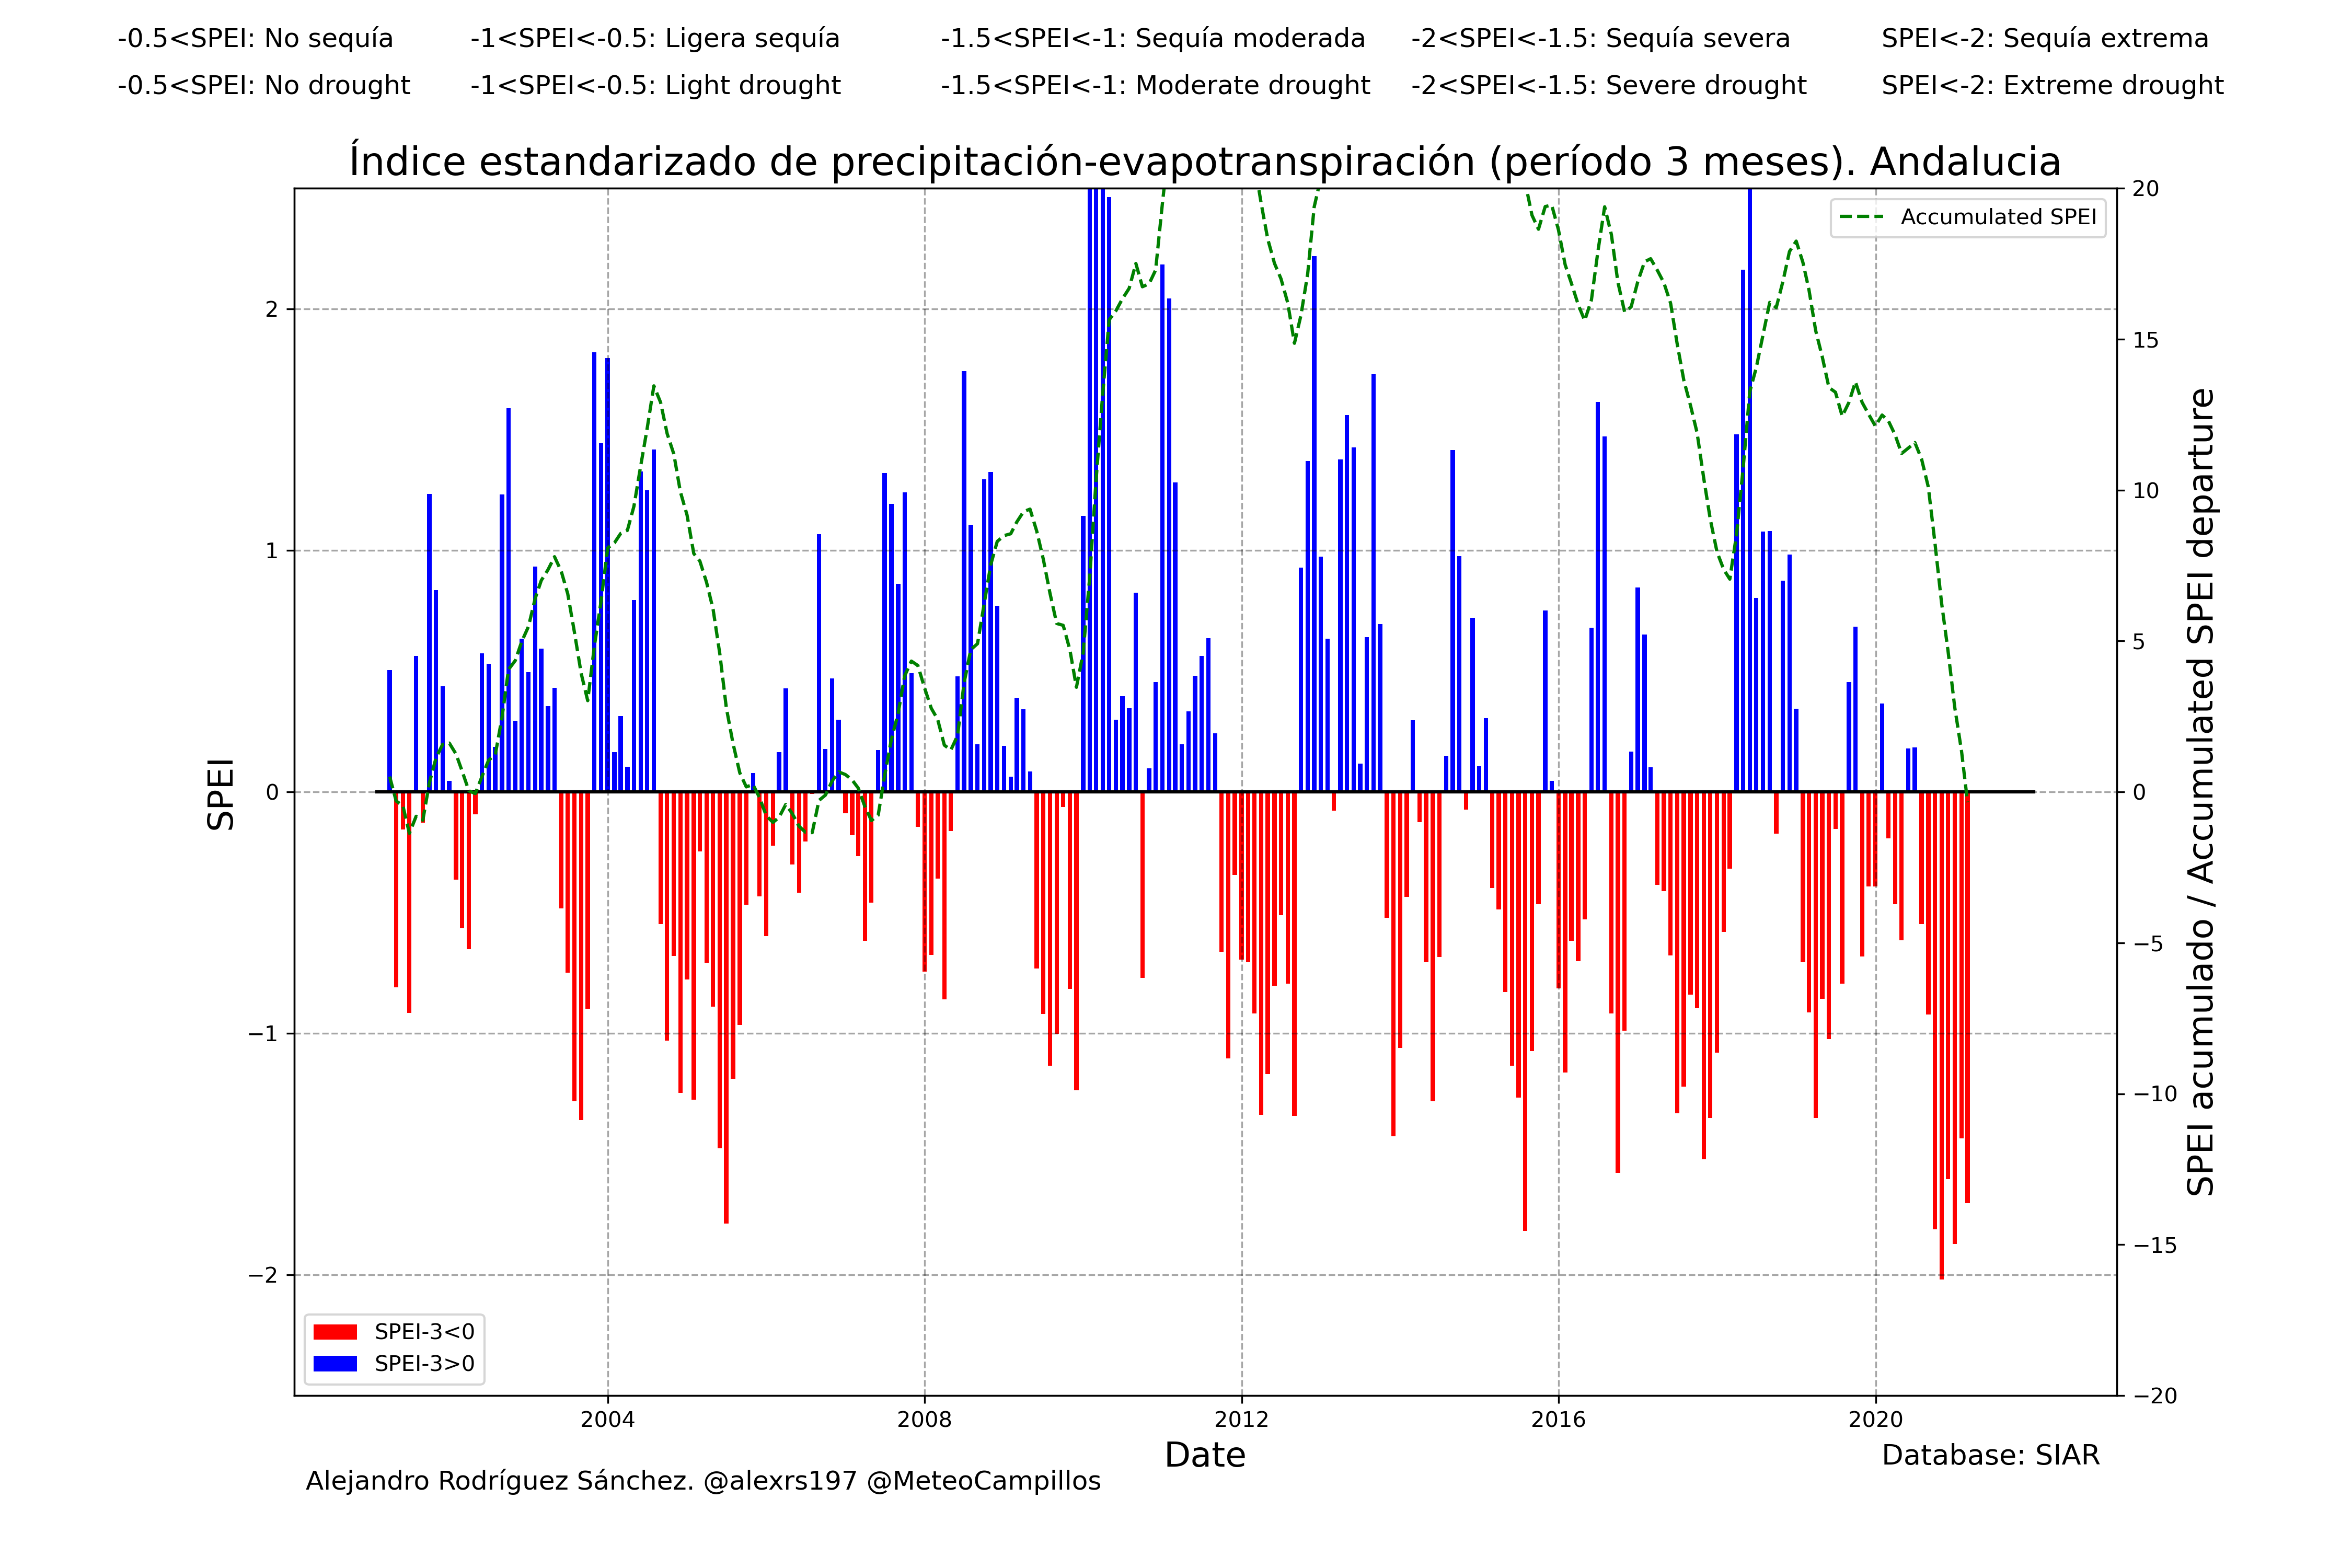 -0.5<SPEI: No sequía -1<SPEI<-0.5: Ligera sequía -1.5<SPEI<-1: Sequía moderada -2<SPEI<-1.5: Sequía severa SPEI<-2: Sequía extrema
-0.5<SPEI: No drought -1<SPEI<-0.5: Light drought -1.5<SPEI<-1: Moderate drought -2<SPEI<-1.5: Severe drought SPEI<-2: Extreme drought
Índice estandarizado de precipitación-evapotranspiración (período 3 meses). Andalucia
Accumulated SPEI
SPEI
2
1
0
−1
−2
20
15
10
5
0
−5
−10
−15
−20
SPEI acumulado / Accumulated SPEI departure
SPEI-3<0
SPEI-3>0
2004 2008 2012 2016 2020
Date
Database: SIAR
Alejandro Rodríguez Sánchez. @alexrs197 @MeteoCampillos